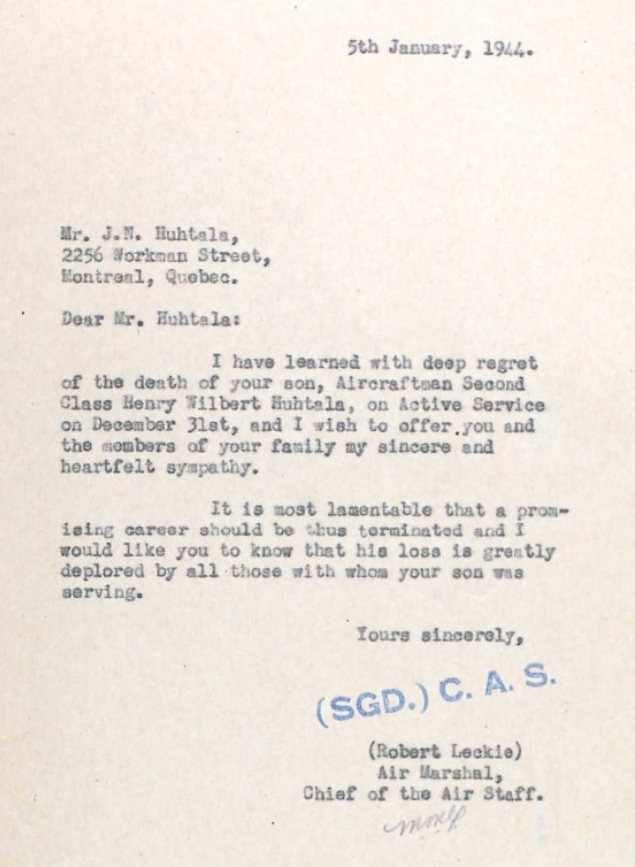 5th January, 1944.
Mr. J.N. Huhtala,
2256 Workman Street,
Montreal, Quebec.
Dear Mr. Huhtala:
I have learned with deep regret
of the death of your son, Aircraftman Second
Class Henry Wilbert Huhtala, on Active Service
on December 31st, and I wish to offer you and
the members of your family my sincere and
heartfelt sympathy.
It is most lamentable that a prom-
ising career should be thus terminated and I
would like you to know that his loss is greatly
deplored by all those with whom your son was
serving.
Yours sincerely,
(SGD.) C. A. S.
(Robert Leckie)
Air Marshal,
Chief of the Air Staff.